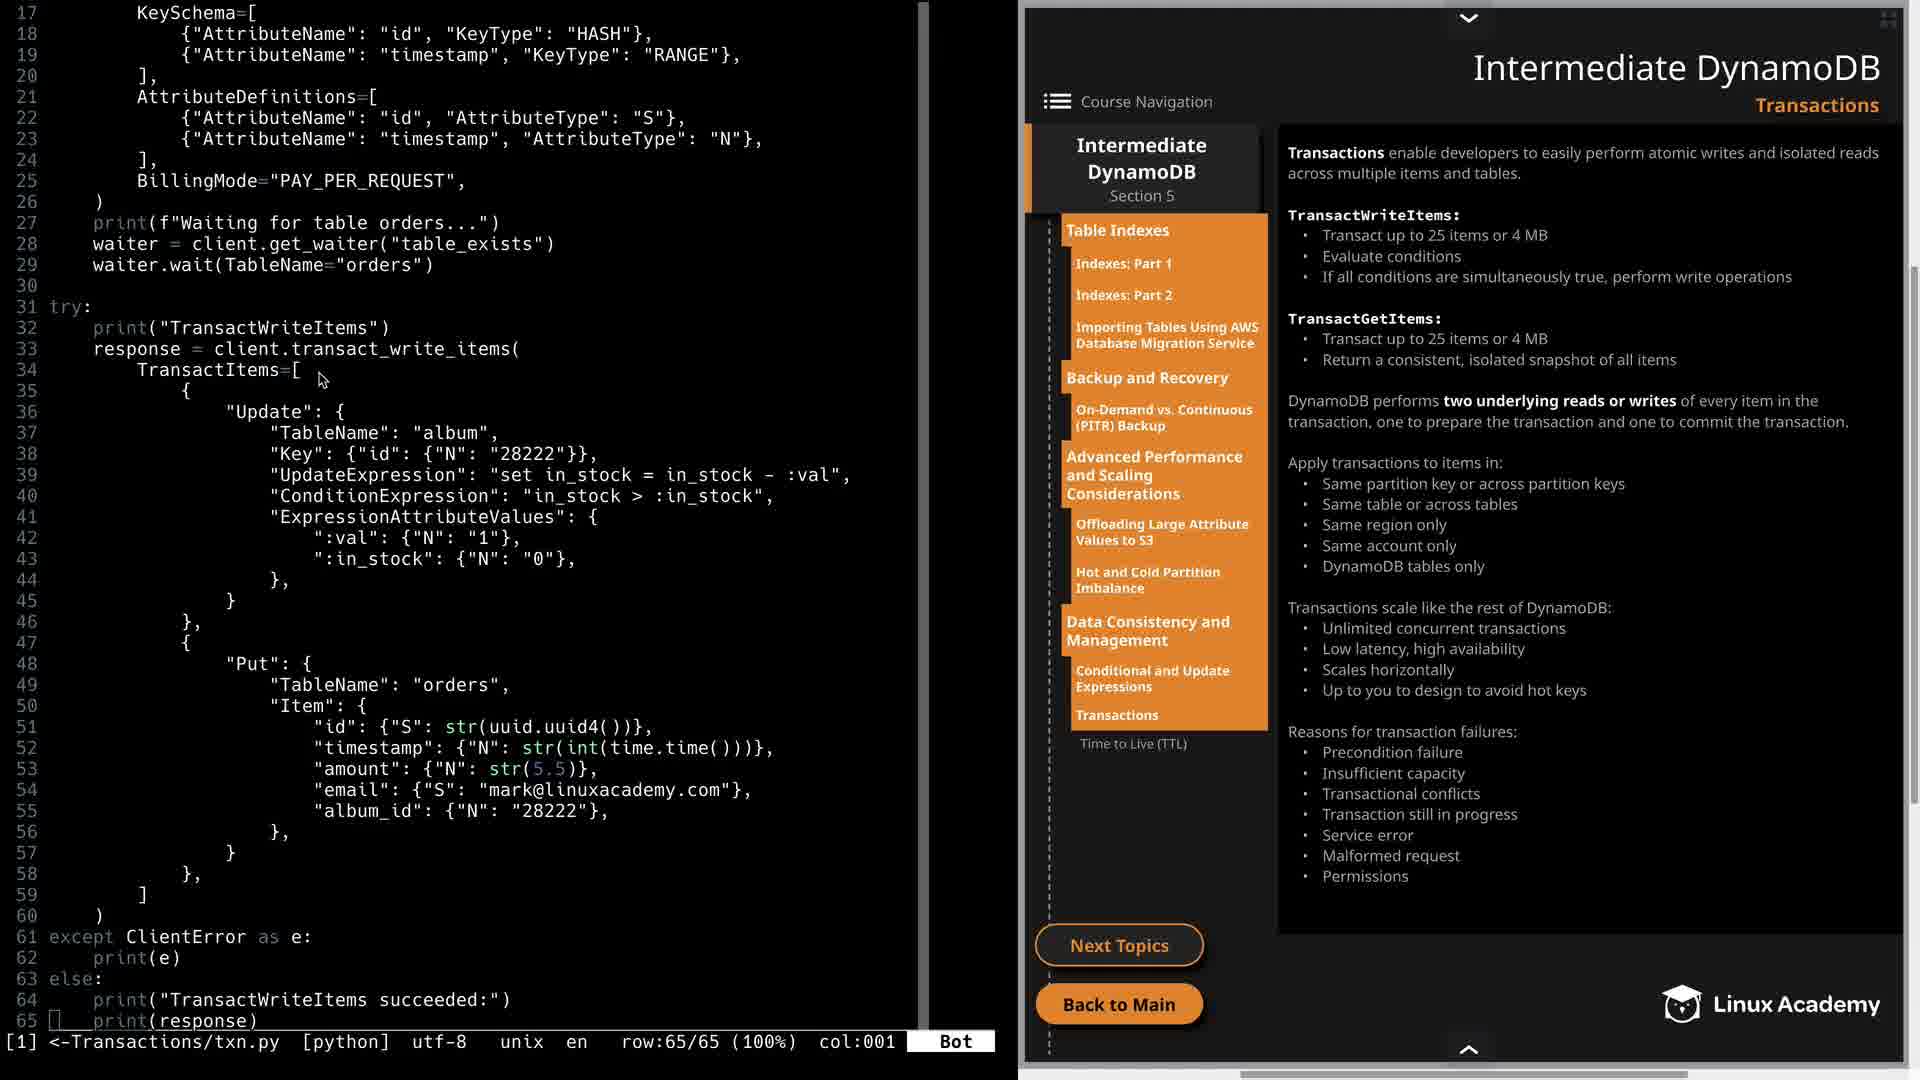 17         KeySchema=[
18             {"AttributeName": "id", "KeyType": "HASH"},
19             {"AttributeName": "timestamp", "KeyType": "RANGE"},
20         ],
21         AttributeDefinitions=[
22             {"AttributeName": "id", "AttributeType": "S"},
23             {"AttributeName": "timestamp", "AttributeType": "N"},
24         ],
25         BillingMode="PAY_PER_REQUEST",
26     )
27     print(f"Waiting for table orders...")
28     waiter = client.get_waiter("table_exists")
29     waiter.wait(TableName="orders")
30
31 try:
32     print("TransactWriteItems")
33     response = client.transact_write_items(
34         TransactItems=[
35             {
36                 "Update": {
37                     "TableName": "album",
38                     "Key": {"id": {"N": "28222"}},
39                     "UpdateExpression": "set in_stock = in_stock - :val",
40                     "ConditionExpression": "in_stock > :in_stock",
41                     "ExpressionAttributeValues": {
42                         ":val": {"N": "1"},
43                         ":in_stock": {"N": "0"},
44                     },
45                 }
46             },
47             {
48                 "Put": {
49                     "TableName": "orders",
50                     "Item": {
51                         "id": {"S": str(uuid.uuid4())},
52                         "timestamp": {"N": str(int(time.time()))},
53                         "amount": {"N": str(5.5)},
54                         "email": {"S": "mark@linuxacademy.com"},
55                         "album_id": {"N": "28222"},
56                     },
57                 }
58             },
59         ]
60     )
61 except ClientError as e:
62     print(e)
63 else:
64     print("TransactWriteItems succeeded:")
65     print(response)
[1] <-Transactions/txn.py  [python]  utf-8   unix  en   row:65/65 (100%)  col:001   Bot
Intermediate DynamoDB
Transactions
Course Navigation
Intermediate
DynamoDB
Section 5
Table Indexes
Indexes: Part 1
Indexes: Part 2
Importing Tables Using AWS
Database Migration Service
Backup and Recovery
On-Demand vs. Continuous
(PITR) Backup
Advanced Performance
and Scaling
Considerations
Offloading Large Attribute
Values to S3
Hot and Cold Partition
Imbalance
Data Consistency and
Management
Conditional and Update
Expressions
Transactions
Time to Live (TTL)
Next Topics
Back to Main
Transactions enable developers to easily perform atomic writes and isolated reads
across multiple items and tables.
TransactWriteItems:
• Transact up to 25 items or 4 MB
• Evaluate conditions
• If all conditions are simultaneously true, perform write operations
TransactGetItems:
• Transact up to 25 items or 4 MB
• Return a consistent, isolated snapshot of all items
DynamoDB performs two underlying reads or writes of every item in the
transaction, one to prepare the transaction and one to commit the transaction.
Apply transactions to items in:
• Same partition key or across partition keys
• Same table or across tables
• Same region only
• Same account only
• DynamoDB tables only
Transactions scale like the rest of DynamoDB:
• Unlimited concurrent transactions
• Low latency, high availability
• Scales horizontally
• Up to you to design to avoid hot keys
Reasons for transaction failures:
• Precondition failure
• Insufficient capacity
• Transactional conflicts
• Transaction still in progress
• Service error
• Malformed request
• Permissions
Linux Academy